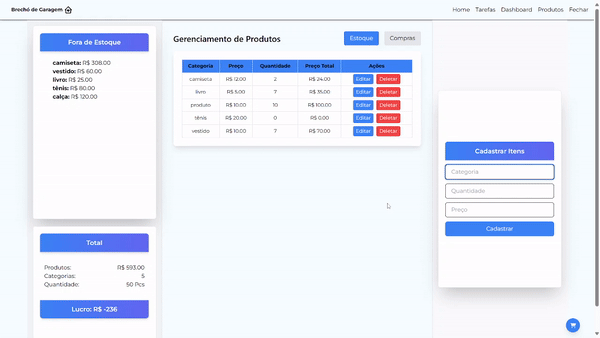 Brechó de Garagem
Home Tarefas Dashboard Produtos Fechar
Fora de Estoque
camiseta: R$ 308.00
vestido: R$ 60.00
livro: R$ 25.00
tênis: R$ 80.00
calça: R$ 120.00
Total
Produtos: R$ 593.00
Categorias: 5
Quantidade: 50 Pcs
Lucro: R$ -236
Gerenciamento de Produtos
Estoque Compras
Categoria Preço Quantidade Preço Total Ações
camiseta R$ 12.00 2 R$ 24.00 Editar Deletar
livro R$ 5.00 7 R$ 35.00 Editar Deletar
produto R$ 10.00 10 R$ 100.00 Editar Deletar
tênis R$ 20.00 0 R$ 0.00 Editar Deletar
vestido R$ 10.00 7 R$ 70.00 Editar Deletar
Cadastrar Itens
Categoria
Quantidade
Preço
Cadastrar